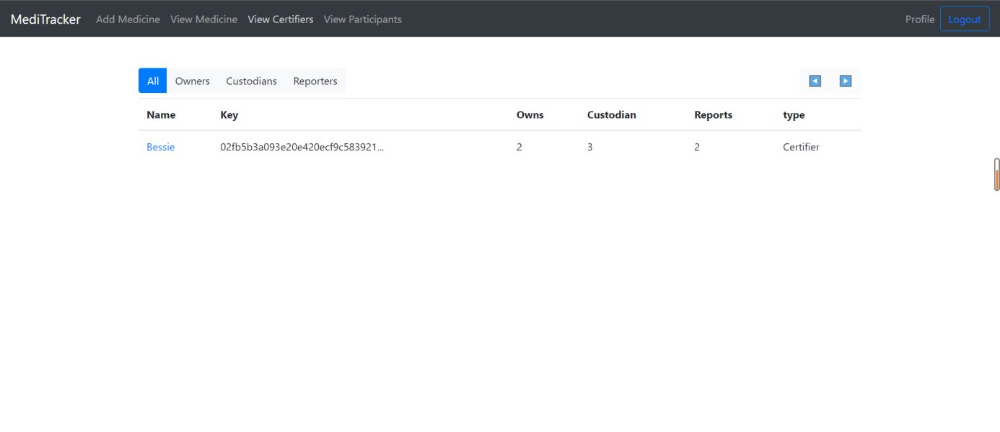 MediTracker Add Medicine View Medicine View Certifiers View Participants Profile Logout
All Owners Custodians Reporters
Name Key Owns Custodian Reports type
Bessie 02fb5b3a093e20e420ecf9c583921... 2 3 2 Certifier